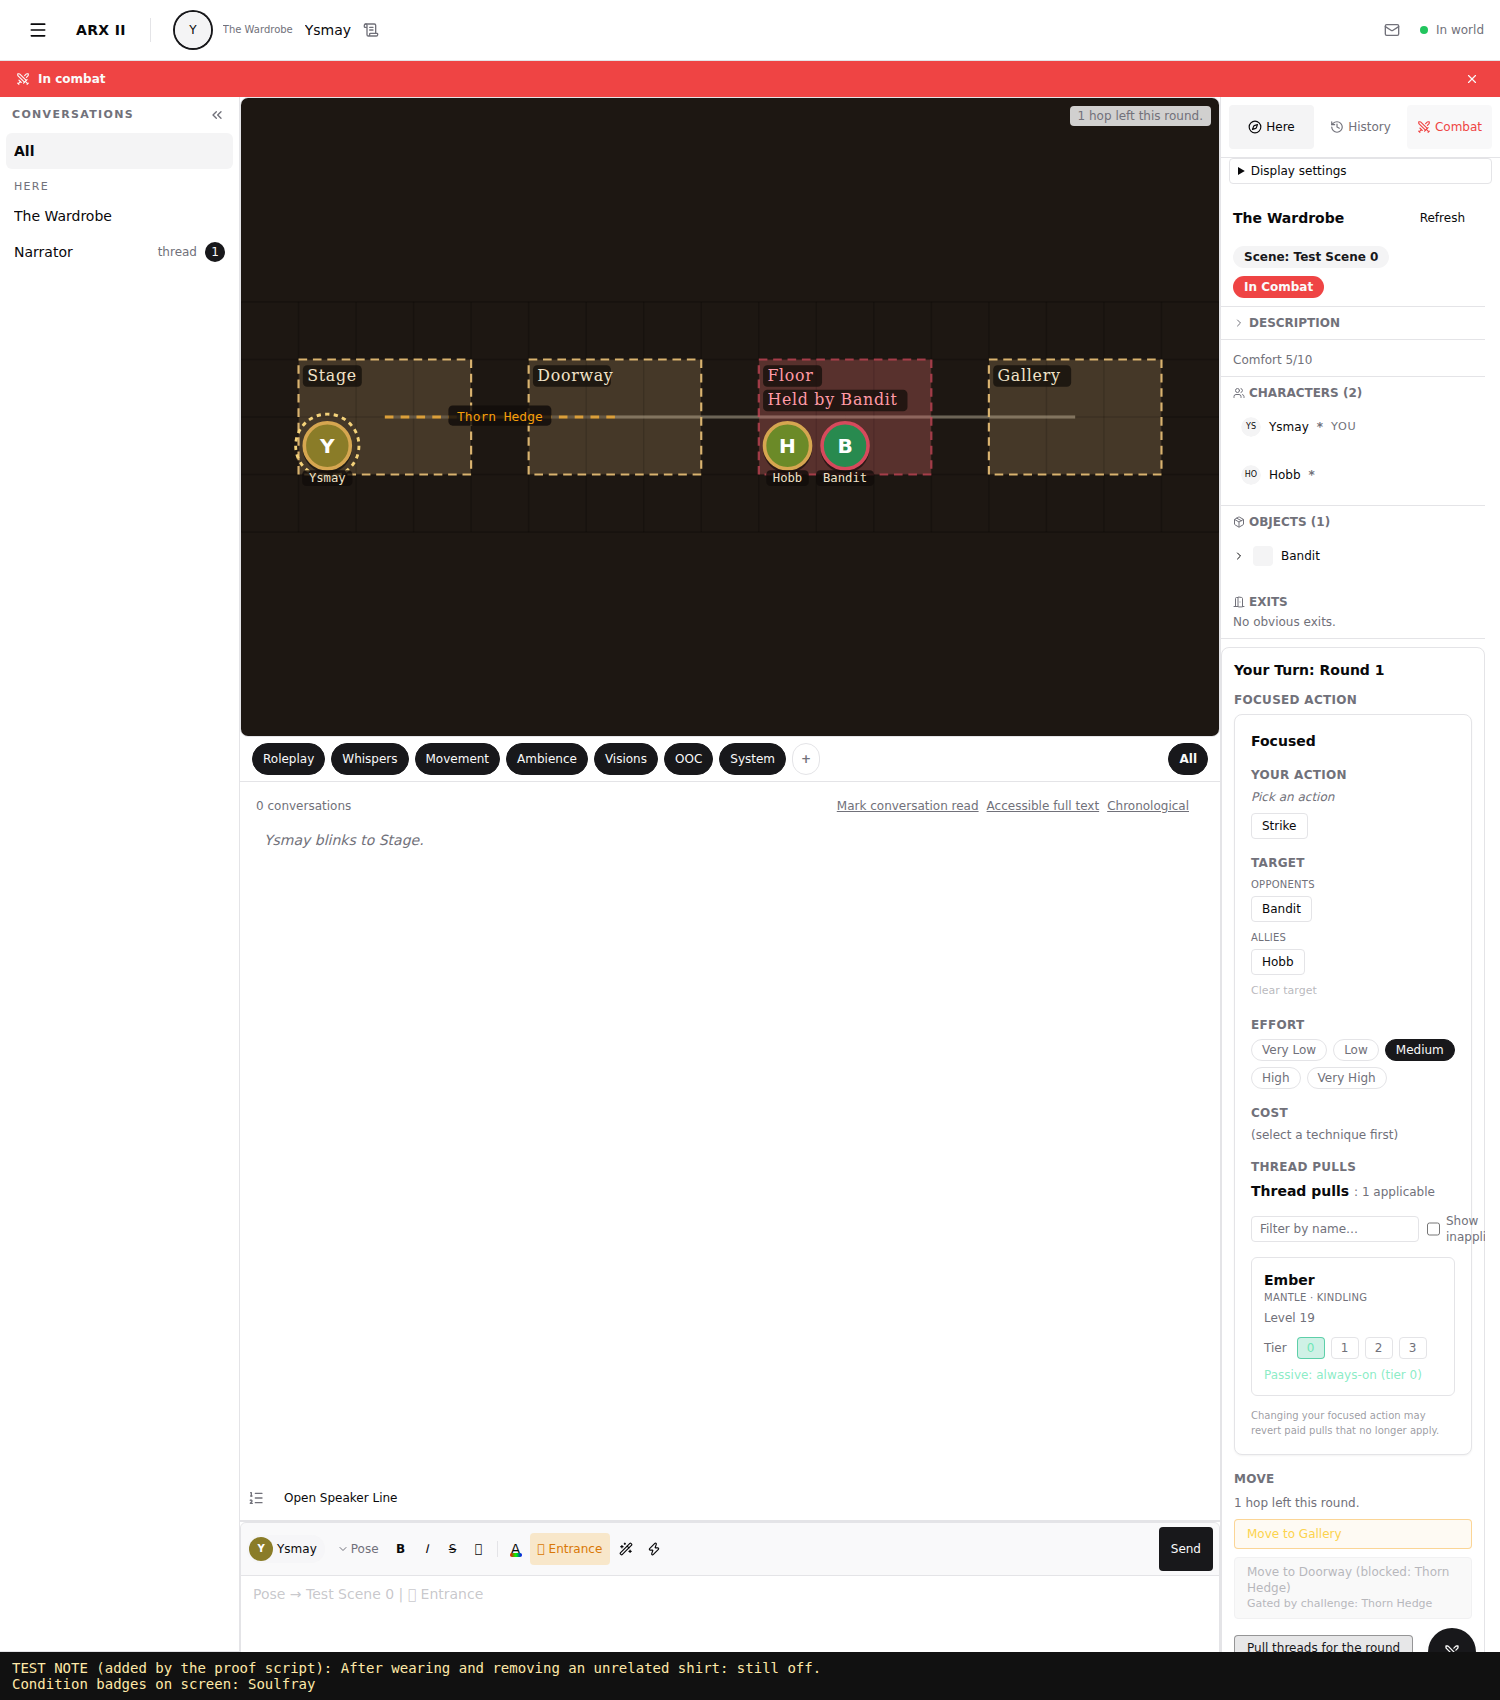 ARX II
Y
The Wardrobe
Ysmay
In world
In combat
CONVERSATIONS
All
HERE
The Wardrobe
Narrator thread 1
1 hop left this round.
Stage
Doorway
Floor
Held by Bandit
Gallery
Thorn Hedge
Y
H
B
Ysmay
Hobb
Bandit
Roleplay Whispers Movement Ambience Visions OOC System + All
0 conversations Mark conversation read Accessible full text Chronological
Ysmay blinks to Stage.
Open Speaker Line
Y Ysmay Pose B I S A Entrance Send
Pose → Test Scene 0 | Entrance
Here History Combat
Display settings
The Wardrobe Refresh
Scene: Test Scene 0
In Combat
DESCRIPTION
Comfort 5/10
CHARACTERS (2)
YS Ysmay * YOU
HO Hobb *
OBJECTS (1)
Bandit
EXITS
No obvious exits.
Your Turn: Round 1
FOCUSED ACTION
Focused
YOUR ACTION
Pick an action
Strike
TARGET
OPPONENTS
Bandit
ALLIES
Hobb
Clear target
EFFORT
Very Low Low Medium
High Very High
COST
(select a technique first)
THREAD PULLS
Thread pulls : 1 applicable
Filter by name... Show
inappli
Ember
MANTLE · KINDLING
Level 19
Tier 0 1 2 3
Passive: always-on (tier 0)
Changing your focused action may
revert paid pulls that no longer apply.
MOVE
1 hop left this round.
Move to Gallery
Move to Doorway (blocked: Thorn
Hedge)
Gated by challenge: Thorn Hedge
Pull threads for the round
TEST NOTE (added by the proof script): After wearing and removing an unrelated shirt: still off.
Condition badges on screen: Soulfray